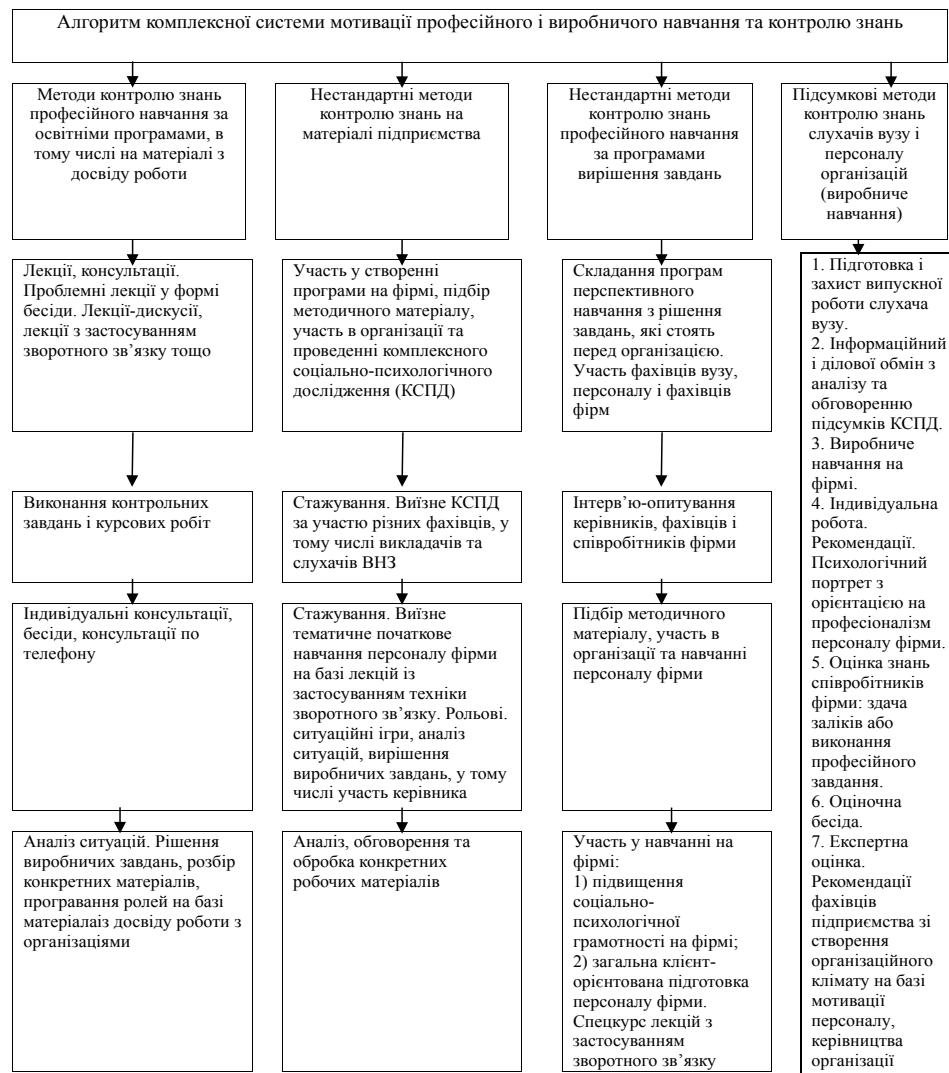 Алгоритм комплексної системи мотивації професійного і виробничого навчання та контролю знань
Методи контролю знань
професійного навчання за
освітніми програмами, в
тому числі на матеріалі з
досвіду роботи
Нестандартні методи
контролю знань на
матеріалі підприємства
Нестандартні методи
контролю знань
професійного навчання
за програмами
вирішення завдань
Підсумкові методи
контролю знань
слухачів вузу і
персоналу
організацій
(виробниче
навчання)
Лекції, консультації.
Проблемні лекції у формі
бесіди. Лекції-дискусії,
лекції з застосуванням
зворотного зв’язку тощо
Участь у створенні
програми на фірмі, підбір
методичного матеріалу,
участь в організації та
проведенні комплексного
соціально-психологічного
дослідження (КСПД)
Складання програм
перспективного
навчання з рішення
завдань, які стоять
перед організацією.
Участь фахівців вузу,
персоналу і фахівців
фірм
Виконання контрольних
завдань і курсових робіт
Стажування. Виїзне КСПД
за участю різних фахівців, у
тому числі викладачів та
слухачів ВНЗ
Інтерв’ю-опитування
керівників, фахівців і
співробітників фірми
Індивідуальні консультації,
бесіди, консультації по
телефону
Стажування. Виїзне
тематичне початкове
навчання персоналу фірми
на базі лекцій із
застосуванням техніки
зворотного зв’язку. Рольові.
ситуаційні ігри, аналіз
ситуацій, вирішення
виробничих завдань, у тому
числі участь керівника
Підбір методичного
матеріалу, участь в
організації та навчанні
персоналу фірми
Аналіз ситуацій. Рішення
виробничих завдань, розбір
конкретних матеріалів,
програвання ролей на базі
матеріалаіз досвіду роботи з
організаціями
Аналіз, обговорення та
обробка конкретних
робочих матеріалів
Участь у навчанні на
фірмі:
1) підвищення
соціально-
психологічної
грамотності на фірмі;
2) загальна клієнт-
орієнтована підготовка
персоналу фірми.
Спецкурс лекцій з
застосуванням
зворотного зв’язку
1. Підготовка і
захист випускної
роботи слухача
вузу.
2. Інформаційний
і ділової обмін з
аналізу та
обговоренню
підсумків КСПД.
3. Виробниче
навчання на
фірмі.
4. Індивідуальна
робота.
Рекомендації.
Психологічний
портрет з
орієнтацією на
професіоналізм
персоналу фірми.
5. Оцінка знань
співробітників
фірми: здача
заліків або
виконання
професійного
завдання.
6. Оціночна
бесіда.
7. Експертна
оцінка.
Рекомендації
фахівців
підприємства зі
створення
організаційного
клімату на базі
мотивації
персоналу,
керівництва
організації